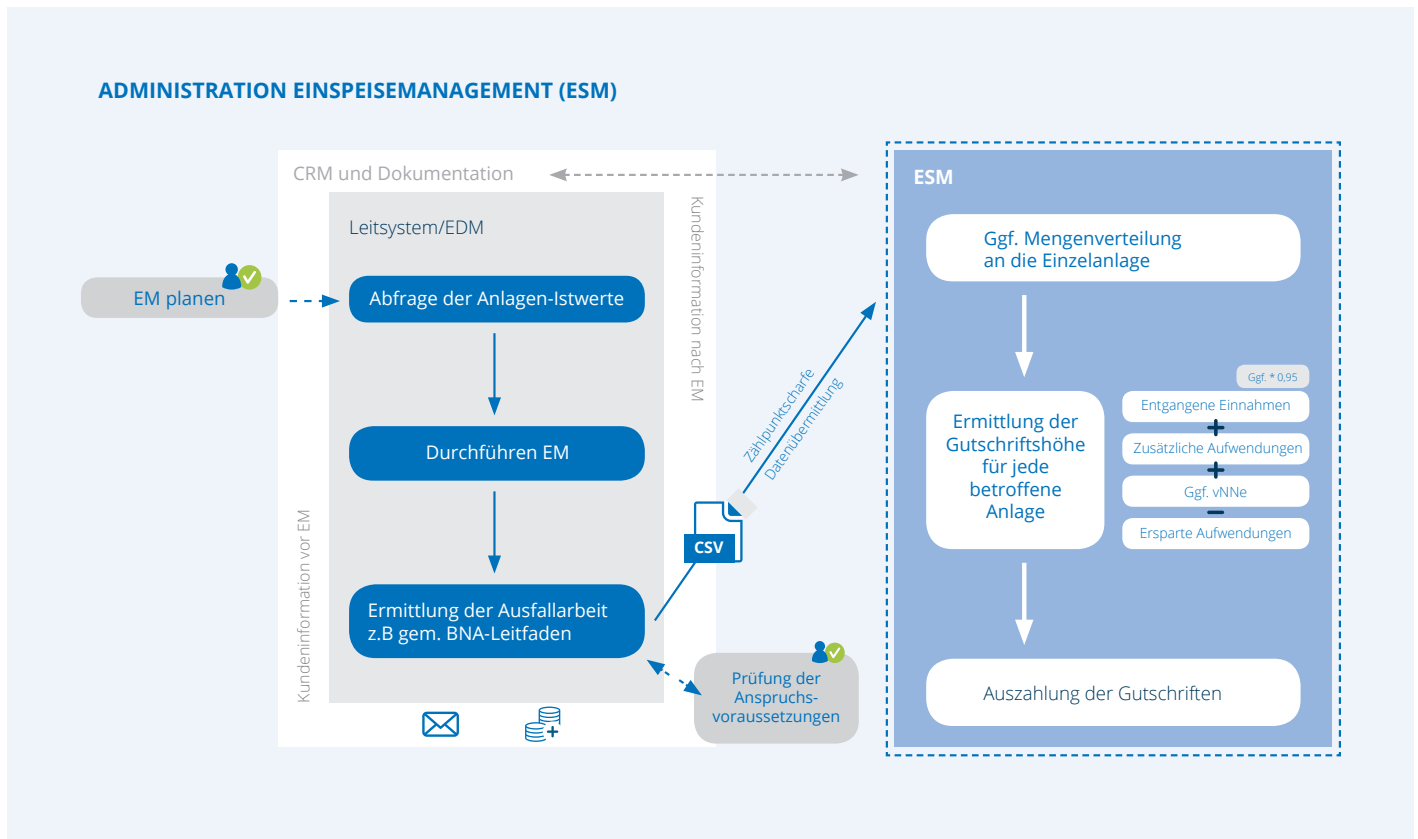 ADMINISTRATION EINSPEISEMANAGEMENT (ESM)
CRM und Dokumentation
Leitsystem/EDM
EM planen
Abfrage der Anlagen-Istwerte
Durchführen EM
Ermittlung der Ausfallarbeit
z.B gem. BNA-Leitfaden
Kundeninformation vor EM
Kundeninformation nach EM
CSV
Zählpunktscharfe
Datenübermittlung
Prüfung der
Anspruchs-
voraussetzungen
ESM
Ggf. Mengenverteilung
an die Einzelanlage
Ermittlung der
Gutschriftshöhe
für jede
betroffene
Anlage
Ggf. * 0,95
Entgangene Einnahmen
+
Zusätzliche Aufwendungen
+
Ggf. vNNe
–
Ersparte Aufwendungen
Auszahlung der Gutschriften